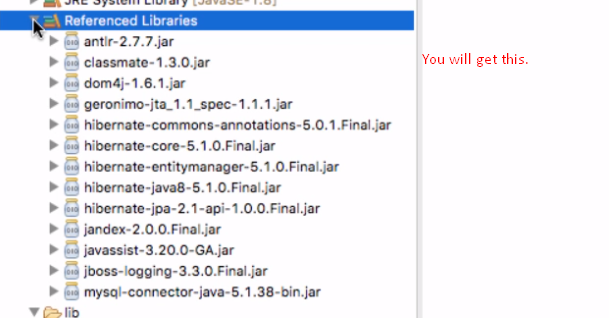 JRE System Library [JavaSE-1.8]
Referenced Libraries
antlr-2.7.7.jar
classmate-1.3.0.jar
You will get this.
dom4j-1.6.1.jar
geronimo-jta_1.1_spec-1.1.1.jar
hibernate-commons-annotations-5.0.1.Final.jar
hibernate-core-5.1.0.Final.jar
hibernate-entitymanager-5.1.0.Final.jar
hibernate-java8-5.1.0.Final.jar
hibernate-jpa-2.1-api-1.0.0.Final.jar
jandex-2.0.0.Final.jar
javassist-3.20.0-GA.jar
jboss-logging-3.3.0.Final.jar
mysql-connector-java-5.1.38-bin.jar
lib